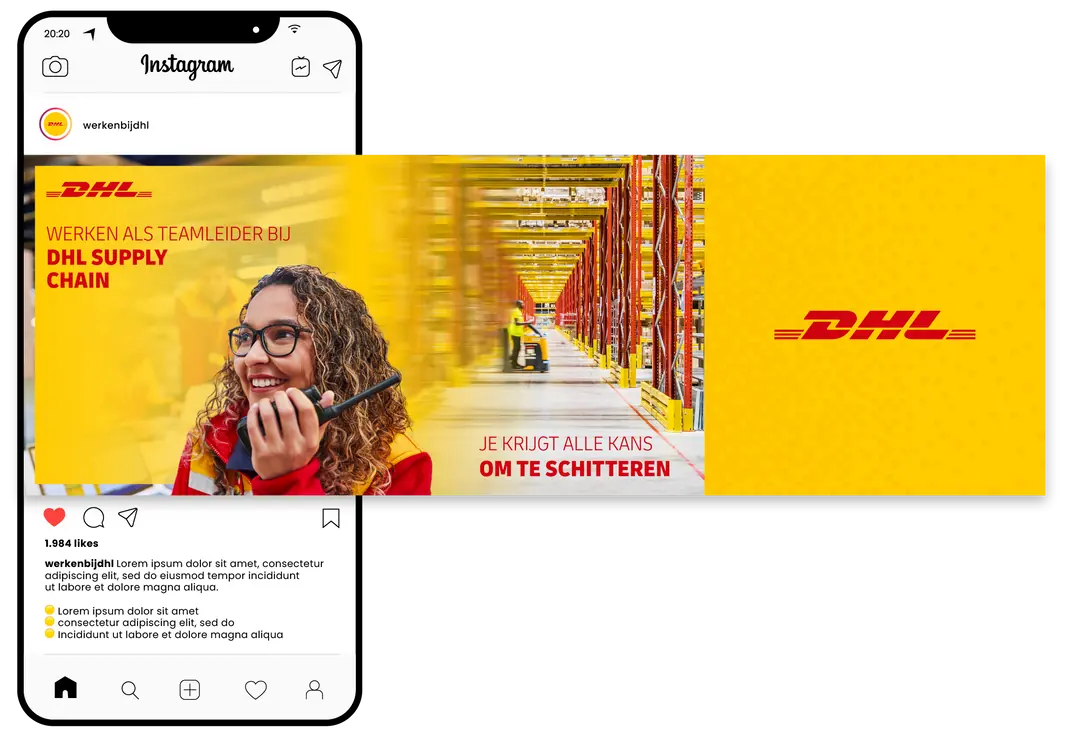 20:20
Instagram
DHL
werkenbijdhl
DHL
WERKEN ALS TEAMLEIDER BIJ
DHL SUPPLY
CHAIN
JE KRIJGT ALLE KANS
OM TE SCHITTEREN
DHL
1.984 likes
werkenbijdhl Lorem ipsum dolor sit amet, consectetur
adipiscing elit, sed do eiusmod tempor incididunt
ut labore et dolore magna aliqua.
Lorem ipsum dolor sit amet
consectetur adipiscing elit, sed do
Incididunt ut labore et dolore magna aliqua